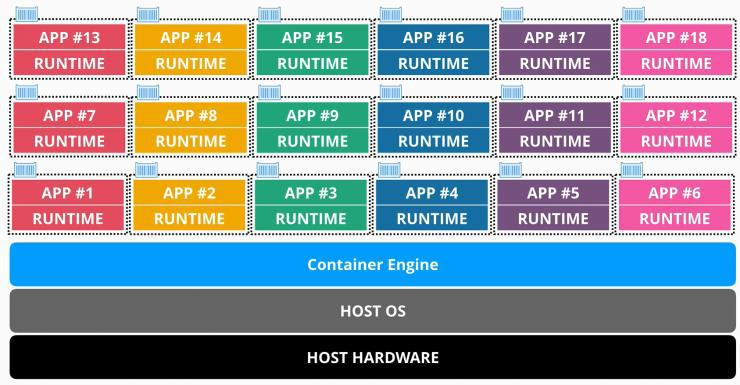 APP #13 APP #14 APP #15 APP #16 APP #17 APP #18
RUNTIME RUNTIME RUNTIME RUNTIME RUNTIME RUNTIME
APP #7 APP #8 APP #9 APP #10 APP #11 APP #12
RUNTIME RUNTIME RUNTIME RUNTIME RUNTIME RUNTIME
APP #1 APP #2 APP #3 APP #4 APP #5 APP #6
RUNTIME RUNTIME RUNTIME RUNTIME RUNTIME RUNTIME
Container Engine
HOST OS
HOST HARDWARE